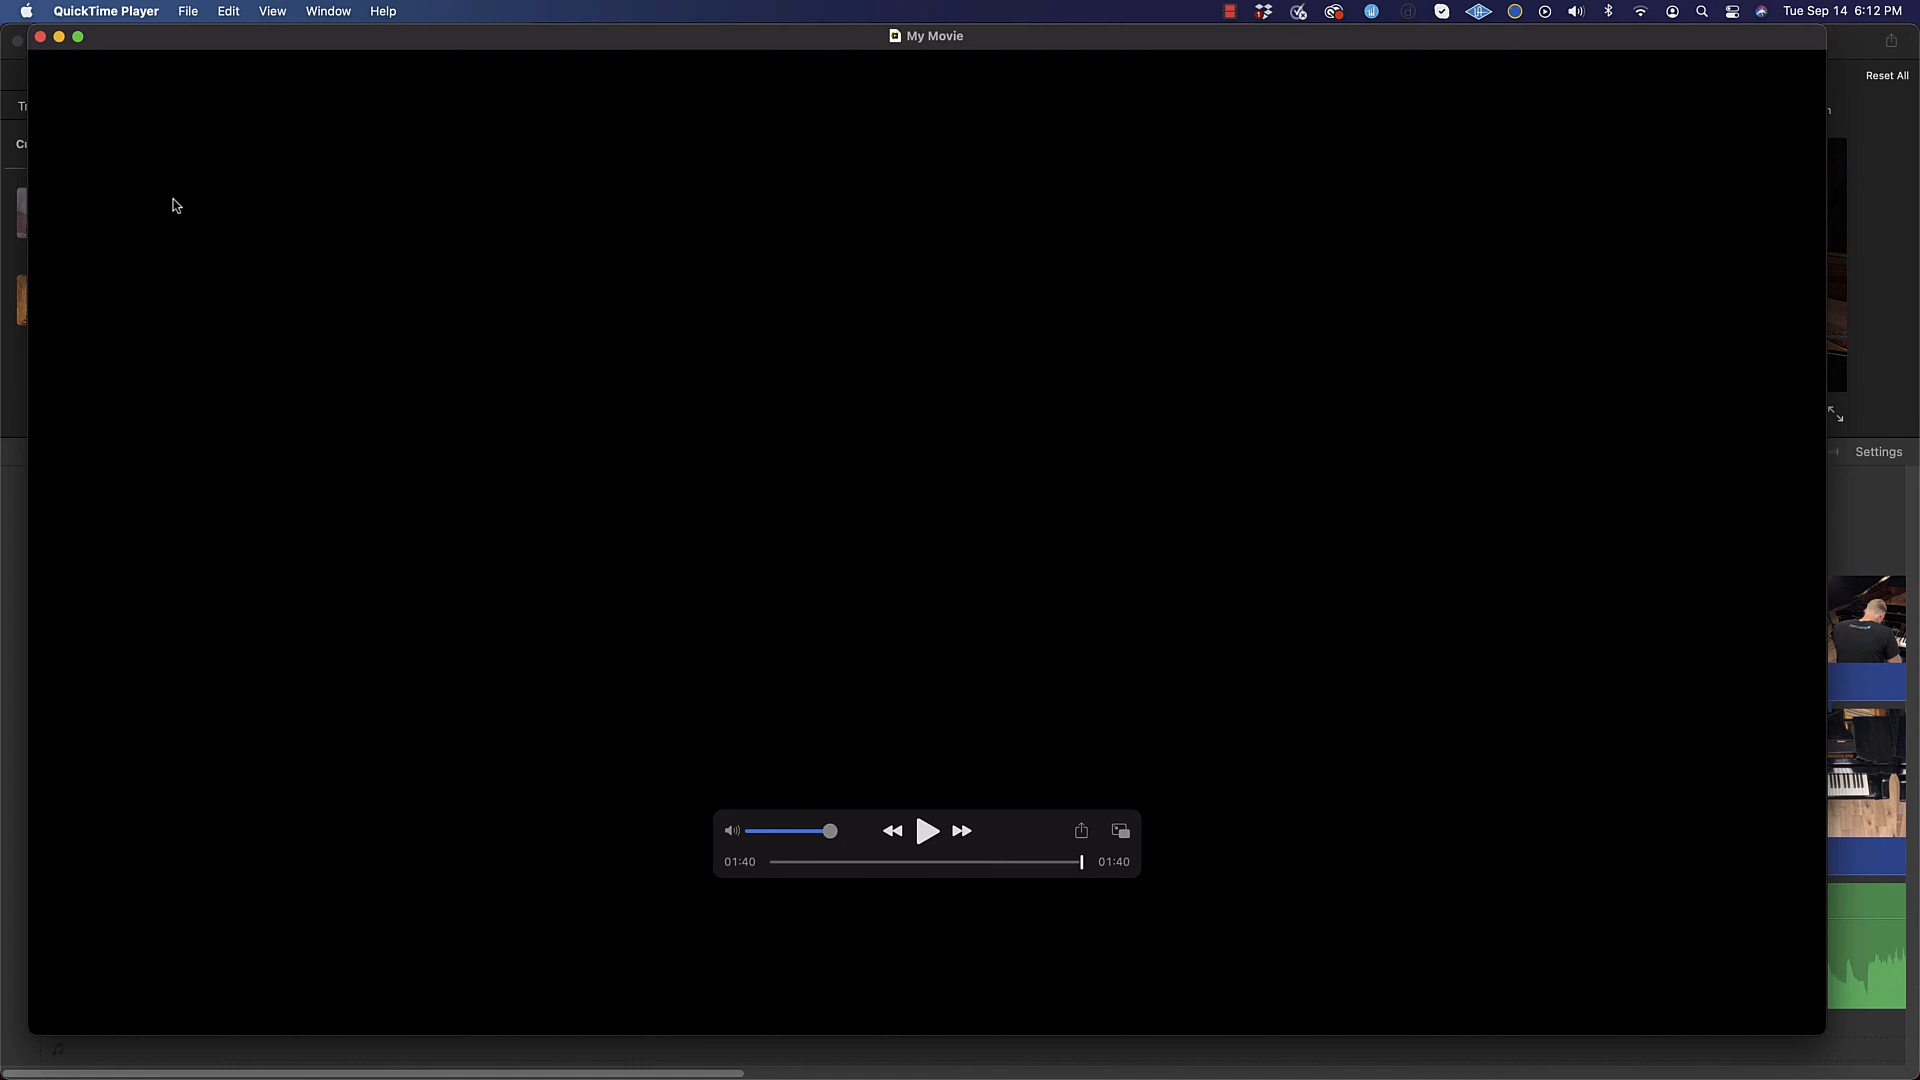 QuickTime Player File Edit View Window Help Tue Sep 14 6:12 PM
My Movie
Reset All
Settings
01:40 01:40